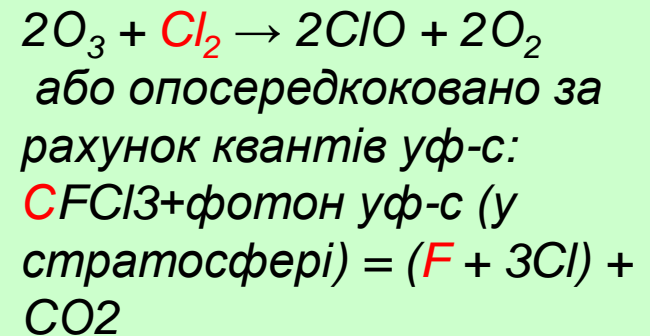 2O₃ + Cl₂ → 2ClO + 2O₂
або опосередкоковано за
рахунок квантів уф-с:
CFCl3+фотон уф-с (у
стратосфері) = (F + 3Cl) +
CO2